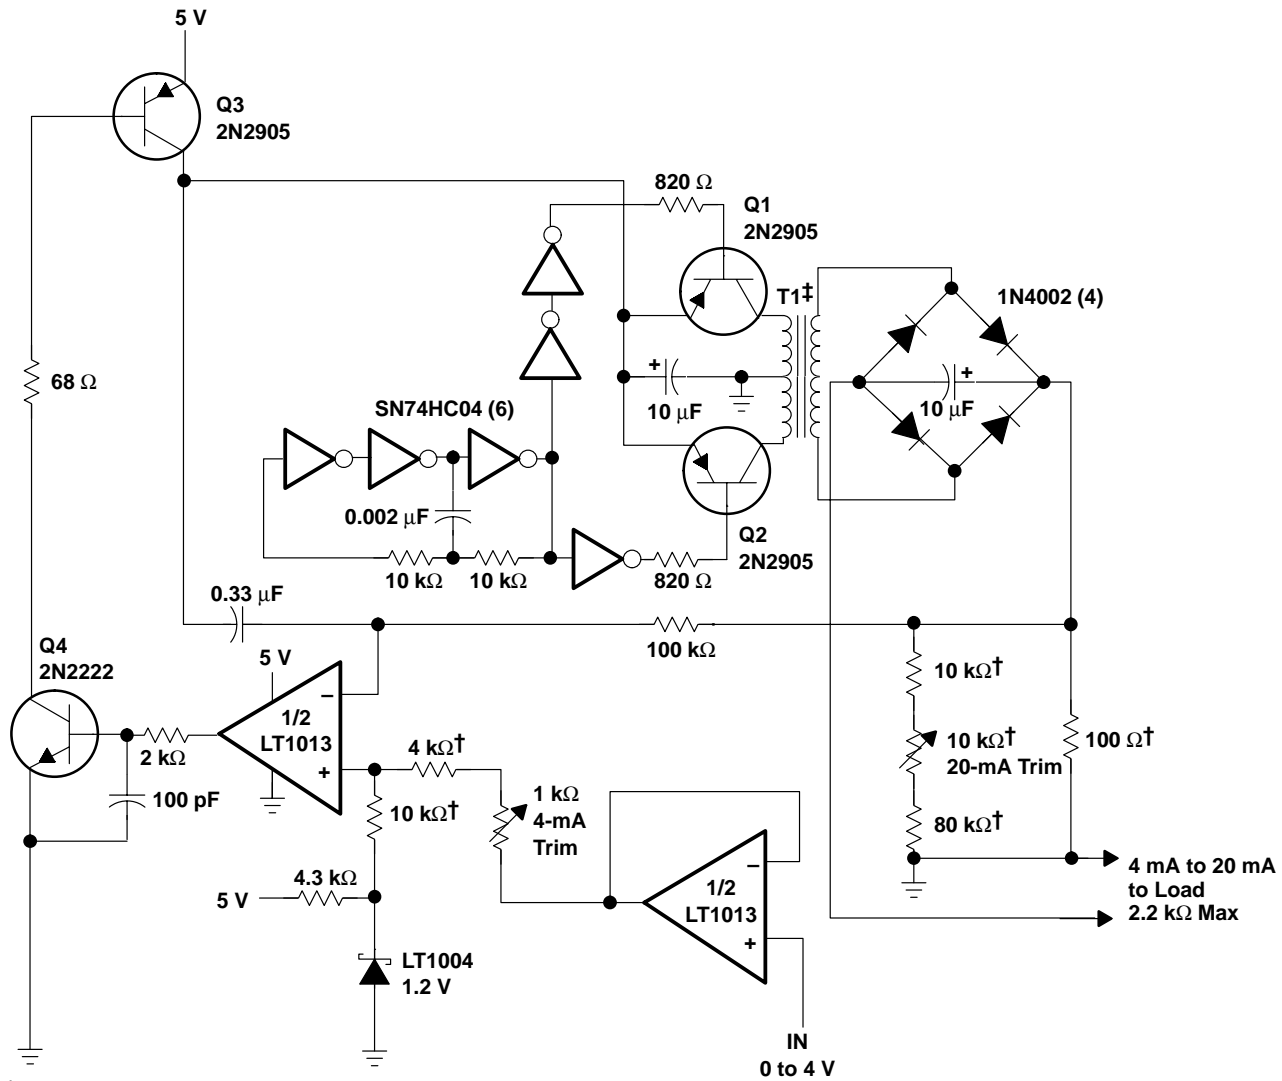 5 V
Q3
2N2905
820 Ω
Q1
2N2905
T1‡
1N4002 (4)
68 Ω
+
10 μF
+
10 μF
SN74HC04 (6)
0.002 μF
10 kΩ
10 kΩ
820 Ω
Q2
2N2905
0.33 μF
100 kΩ
Q4
2N2222
5 V
–
1/2
LT1013
+
2 kΩ
100 pF
4 kΩ†
10 kΩ†
1 kΩ
4-mA
Trim
10 kΩ†
10 kΩ†
20-mA Trim
80 kΩ†
100 Ω†
4.3 kΩ
5 V
LT1004
1.2 V
–
1/2
LT1013
+
4 mA to 20 mA
to Load
2.2 kΩ Max
IN
0 to 4 V